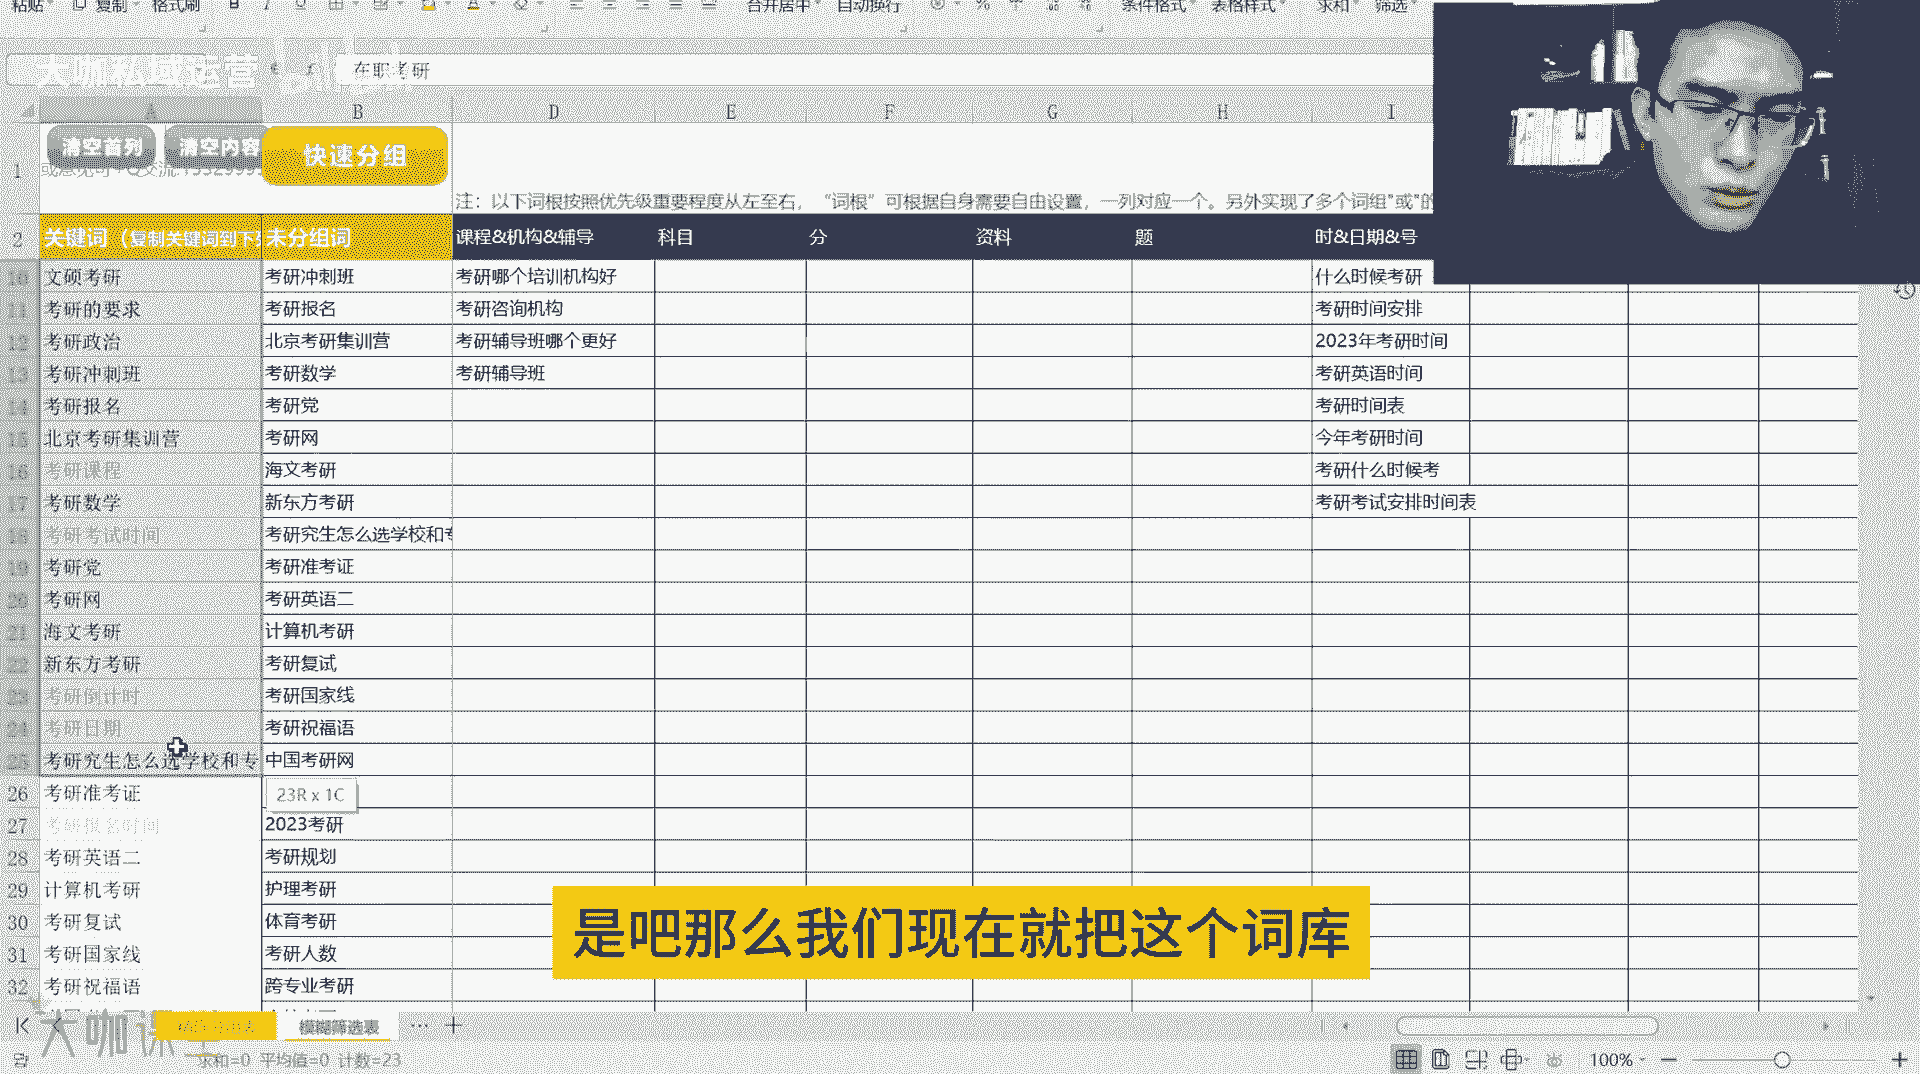 粘贴 复制 格式刷 B I U 合并居中 自动换行 % 条件格式 表格样式 求和 筛选
大咖私域运营 在职考研
A B D E F G H I
清空首列 清空内容 快速分组
1
注：以下词根按照优先级重要程度从左至右，“词根”可根据自身需要自由设置，一列对应一个。另外实现了多个词组"或"的
2 关键词（复制关键词到下 未分组词 课程&机构&辅导 科目 分 资料 题 时&日期&号
10 文硕考研 考研冲刺班 考研哪个培训机构好 什么时候考研
11 考研的要求 考研报名 考研咨询机构 考研时间安排
12 考研政治 北京考研集训营 考研辅导班哪个更好 2023年考研时间
13 考研冲刺班 考研数学 考研辅导班 考研英语时间
14 考研报名 考研党 考研时间表
15 北京考研集训营 考研网 今年考研时间
16 考研课程 海文考研 考研什么时候考
17 考研数学 新东方考研 考研考试安排时间表
18 考研考试时间 考研究生怎么选学校和专
19 考研党 考研准考证
20 考研网 考研英语二
21 海文考研 计算机考研
22 新东方考研 考研复试
23 考研倒计时 考研国家线
24 考研日期 考研祝福语
25 考研究生怎么选学校和专 中国考研网
26 考研准考证 23R x 1C
27 考研报名时间 2023考研
28 考研英语二 考研规划
29 计算机考研 护理考研
30 考研复试 体育考研
31 考研国家线 考研人数
32 考研祝福语 跨专业考研
是吧那么我们现在就把这个词库
大咖课堂 模糊筛选表 ··· +
求和=0 平均值=0 计数=23 100% − +